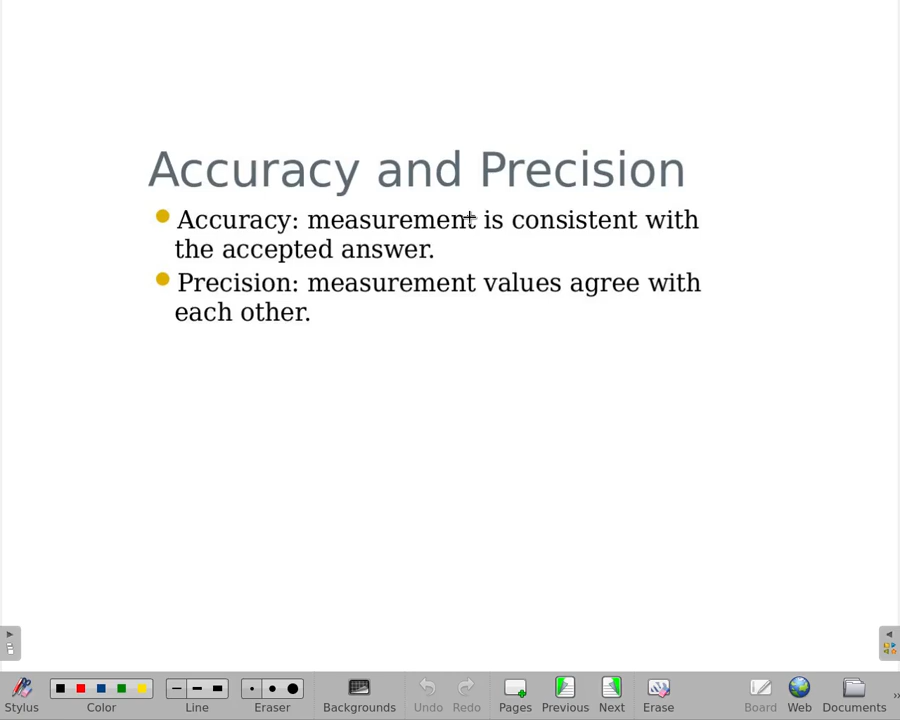 Accuracy and Precision
Accuracy: measurement is consistent with
the accepted answer.
Precision: measurement values agree with
each other.
Stylus
Color
Line
Eraser
Backgrounds
Undo
Redo
Pages
Previous
Next
Erase
Board
Web
Documents